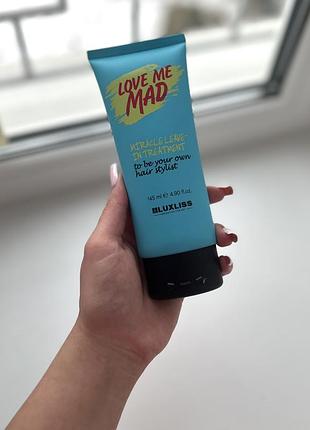 LOVE ME
MAD
MIRACLE LEAVE-
IN TREATMENT
to be your own
hair stylist
145 ml ℮ 4.90 fl.oz.
LUXLISS